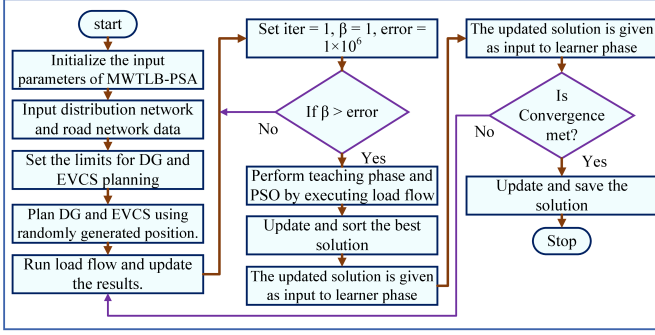 start
Initialize the input
parameters of MWTLB-PSA
Input distribution network
and road network data
Set the limits for DG and
EVCS planning
Plan DG and EVCS using
randomly generated position.
Run load flow and update
the results.
Set iter = 1, β = 1, error =
1×10⁶
If β > error
No
Yes
Perform teaching phase and
PSO by executing load flow
Update and sort the best
solution
The updated solution is given
as input to learner phase
The updated solution is given
as input to learner phase
Is
Convergence
met?
No
Yes
Update and save the
solution
Stop